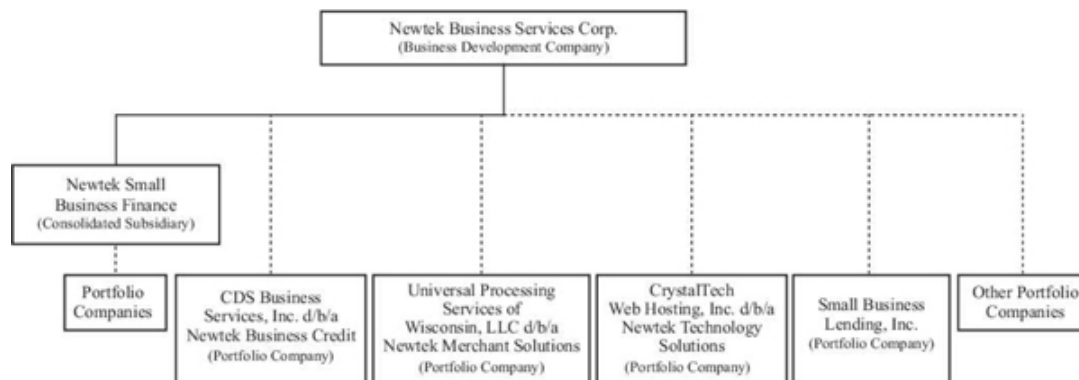 Newtek Business Services Corp.
(Business Development Company)
Newtek Small
Business Finance
(Consolidated Subsidiary)
Portfolio
Companies
CDS Business
Services, Inc. d/b/a
Newtek Business Credit
(Portfolio Company)
Universal Processing
Services of
Wisconsin, LLC d/b/a
Newtek Merchant Solutions
(Portfolio Company)
CrystalTech
Web Hosting, Inc. d/b/a
Newtek Technology
Solutions
(Portfolio Company)
Small Business
Lending, Inc.
(Portfolio Company)
Other Portfolio
Companies